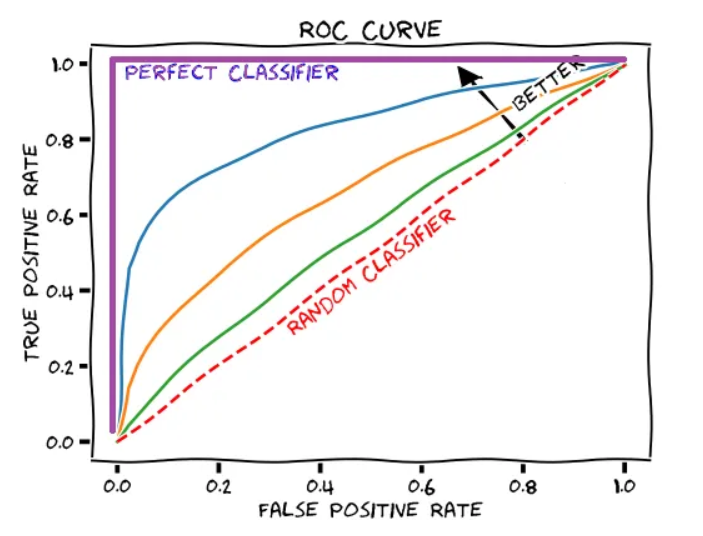 ROC CURVE
1.0
PERFECT CLASSIFIER
BETTER
0.8
0.6
RANDOM CLASSIFIER
0.4
0.2
0.0
TRUE POSITIVE RATE
0.0 0.2 0.4 0.6 0.8 1.0
FALSE POSITIVE RATE